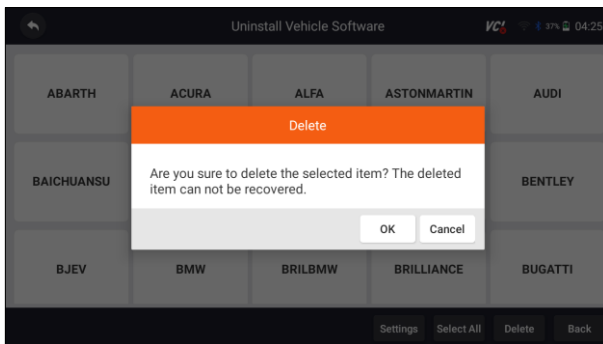 Uninstall Vehicle Software
VCI 37% 04:25
ABARTH ACURA ALFA ASTONMARTIN AUDI
Delete
Are you sure to delete the selected item? The deleted
item can not be recovered.
BAICHUANSU BENTLEY
OK Cancel
BJEV BMW BRILBMW BRILLIANCE BUGATTI
Settings Select All Delete Back